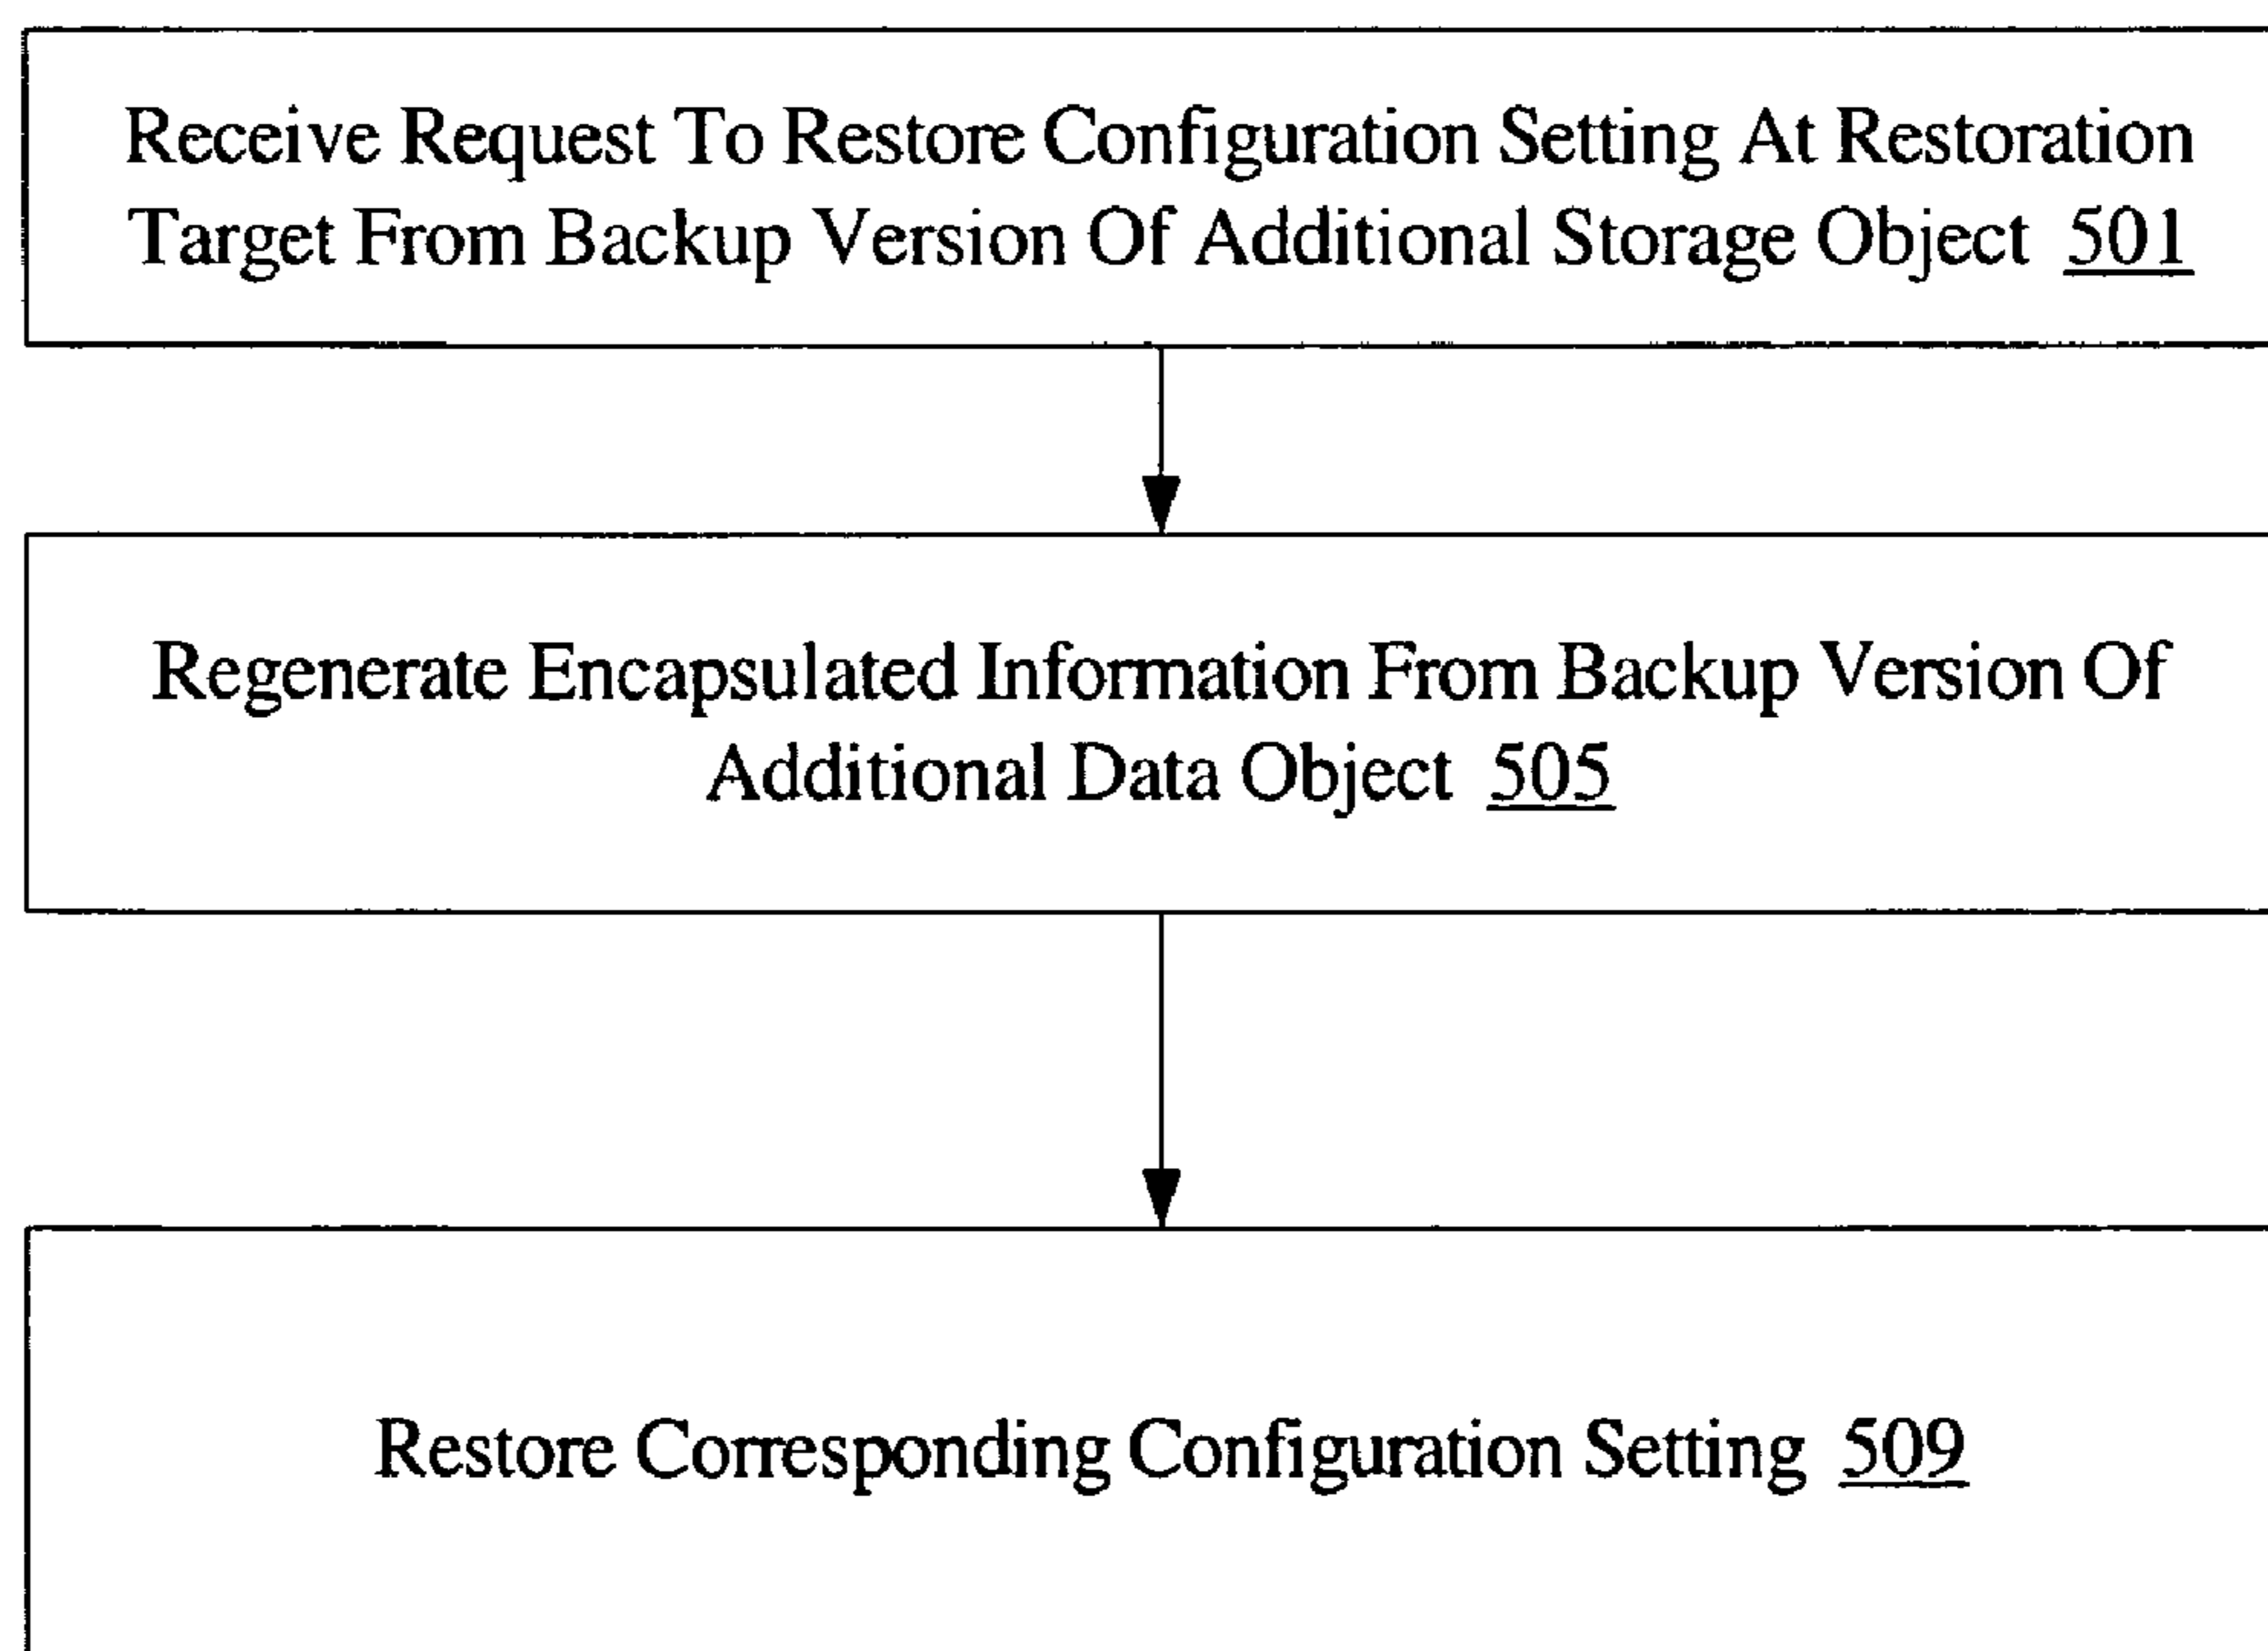 Receive Request To Restore Configuration Setting At Restoration
Target From Backup Version Of Additional Storage Object 501
Regenerate Encapsulated Information From Backup Version Of
Additional Data Object 505
Restore Corresponding Configuration Setting 509